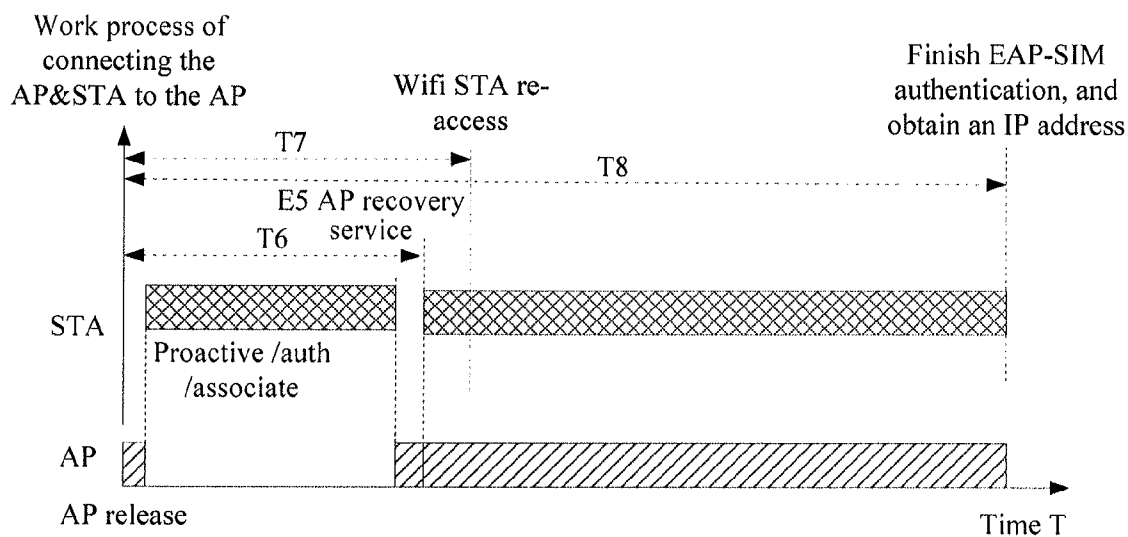 Work process of
connecting the
AP&STA to the AP
Wifi STA re-
access
Finish EAP-SIM
authentication, and
obtain an IP address
T7
T8
E5 AP recovery
service
T6
STA
Proactive /auth
/associate
AP
AP release
Time T